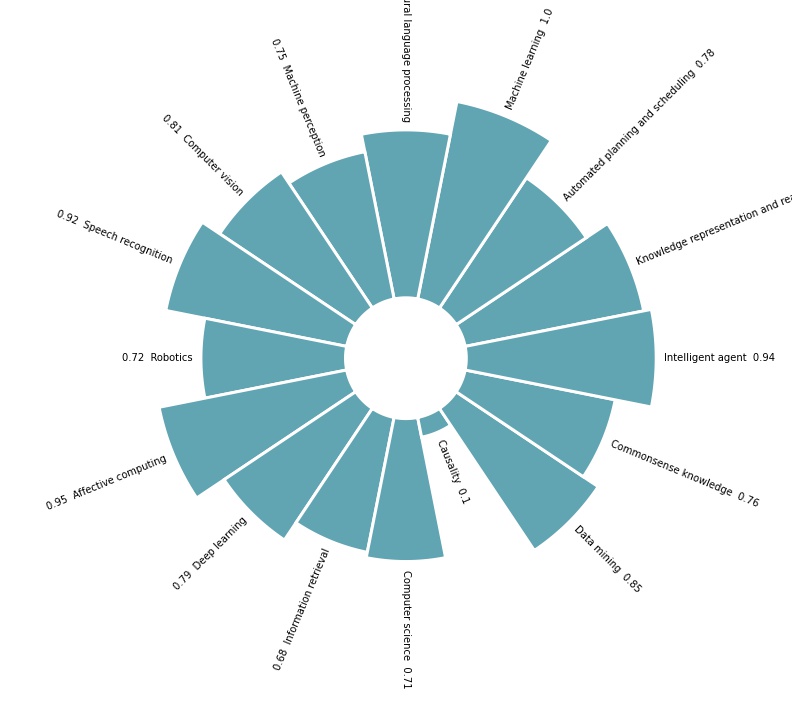 ral language processing
Machine learning 1.0
Automated planning and scheduling 0.78
Knowledge representation and rea
Intelligent agent 0.94
Commonsense knowledge 0.76
Data mining 0.85
Causality 0.1
Computer science 0.71
0.68 Information retrieval
0.79 Deep learning
0.95 Affective computing
0.72 Robotics
0.92 Speech recognition
0.81 Computer vision
0.75 Machine perception